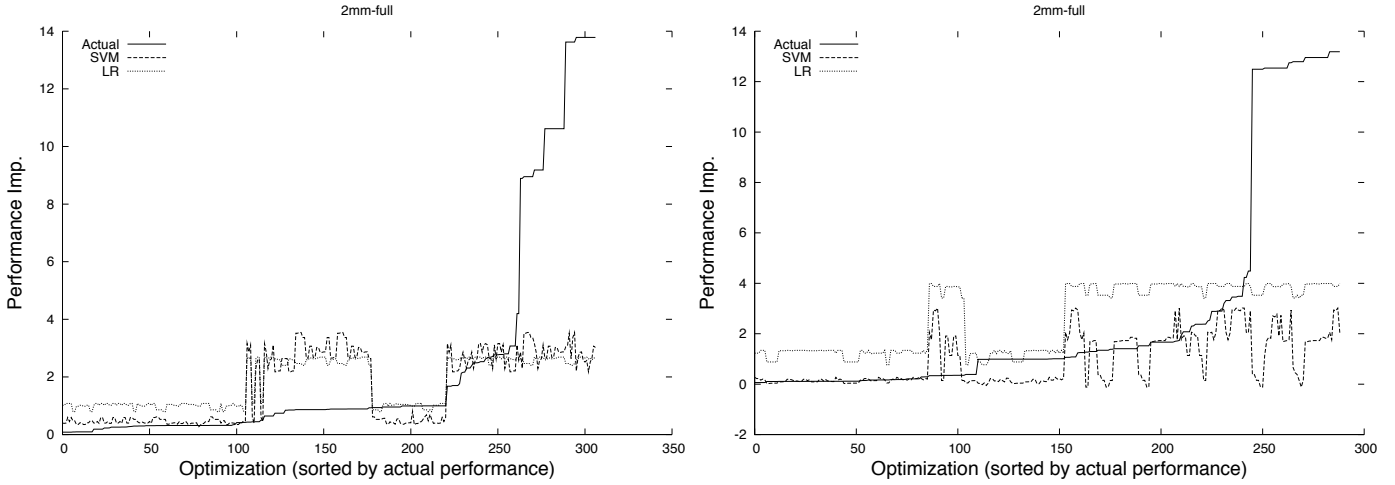 2mm-full
14
12
10
8
6
4
2
0
Performance Imp.
Actual
SVM
LR
0 50 100 150 200 250 300 350
Optimization (sorted by actual performance)
2mm-full
14
12
10
8
6
4
2
0
-2
Performance Imp.
Actual
SVM
LR
0 50 100 150 200 250 300
Optimization (sorted by actual performance)